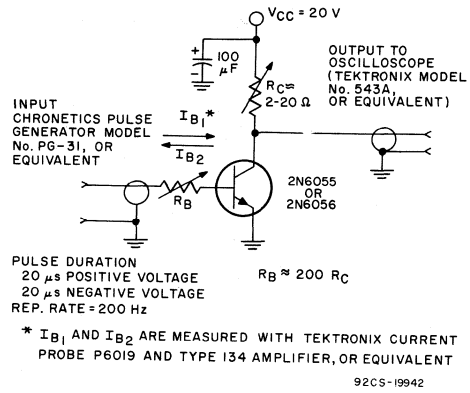 VCC = 20 V
+
100
μF
-
RC≈
2-20 Ω
OUTPUT TO
OSCILLOSCOPE
(TEKTRONIX MODEL
No. 543A,
OR EQUIVALENT)
INPUT
CHRONETICS PULSE
GENERATOR MODEL
No. PG-31, OR
EQUIVALENT
IB1*
IB2
RB
2N6055
OR
2N6056
PULSE DURATION
20 μs POSITIVE VOLTAGE
20 μs NEGATIVE VOLTAGE
REP. RATE = 200 Hz
RB ≈ 200 RC
* IB1 AND IB2 ARE MEASURED WITH TEKTRONIX CURRENT
PROBE P6019 AND TYPE 134 AMPLIFIER, OR EQUIVALENT
92CS-19942